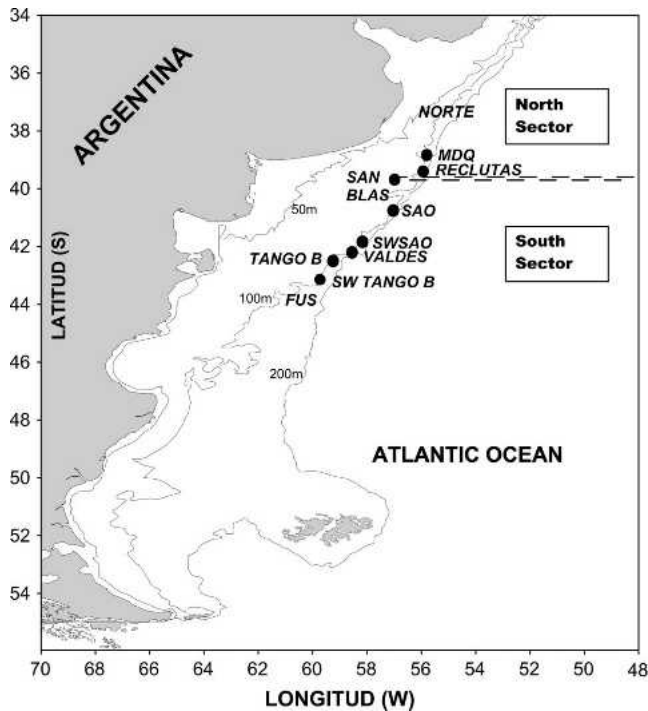 34
36
38
40
42
44
46
48
50
52
54
LATITUD (S)
ARGENTINA
NORTE
North
Sector
MDQ
RECLUTAS
SAN
BLAS
SAO
50m
SWSAO
VALDES
TANGO B
SW TANGO B
South
Sector
100m
FUS
200m
ATLANTIC OCEAN
70 68 66 64 62 60 59 58 56 54 52 50 48
LONGITUD (W)